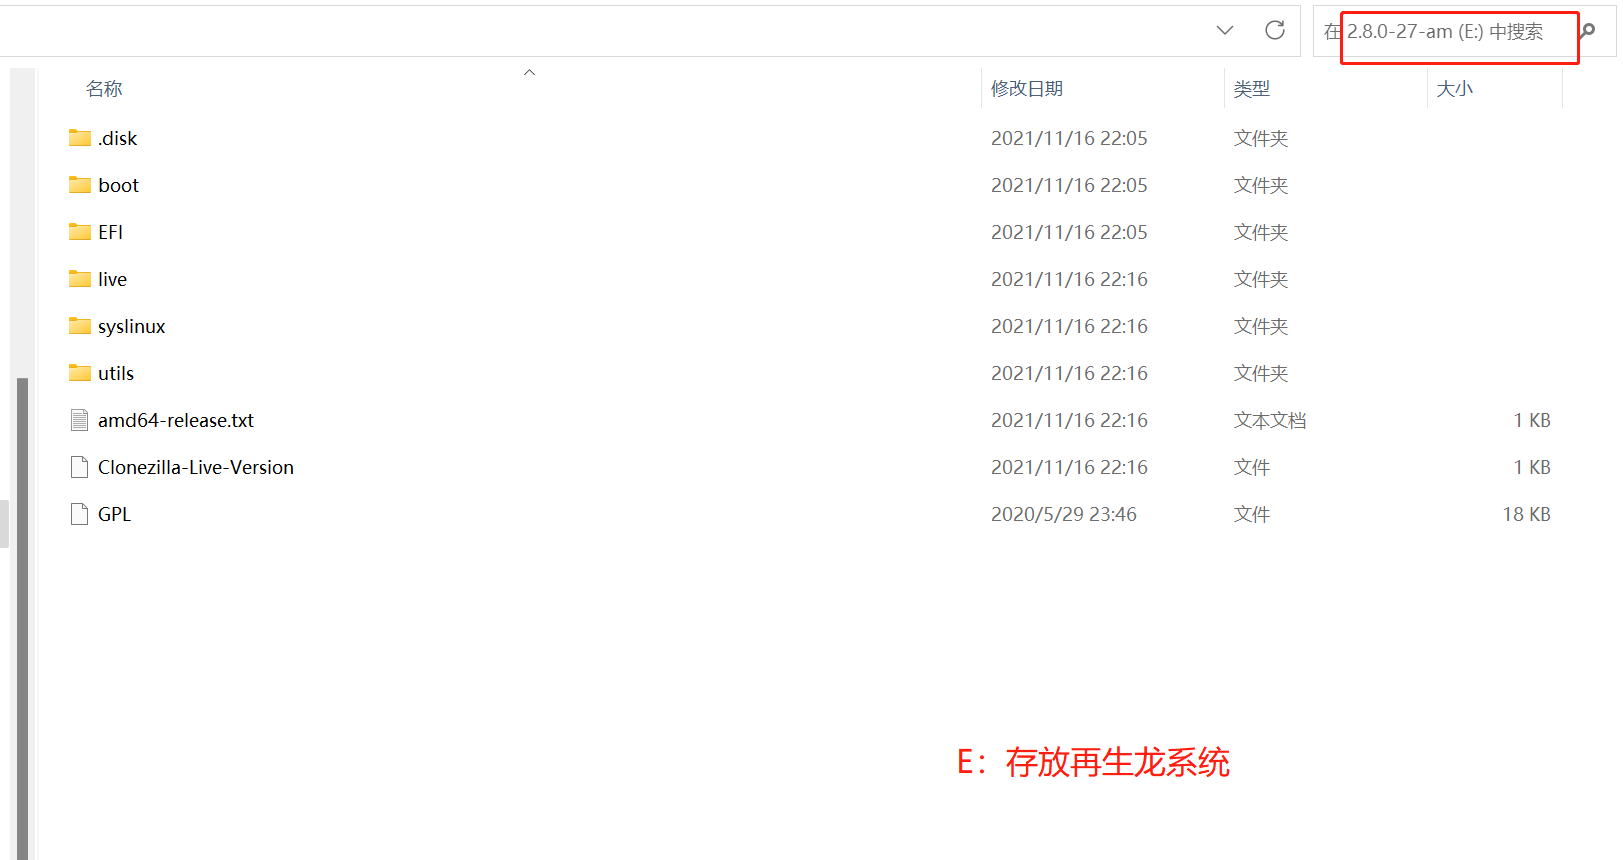 在 2.8.0-27-am (E:) 中搜索
名称 修改日期 类型 大小
.disk 2021/11/16 22:05 文件夹
boot 2021/11/16 22:05 文件夹
EFI 2021/11/16 22:05 文件夹
live 2021/11/16 22:16 文件夹
syslinux 2021/11/16 22:16 文件夹
utils 2021/11/16 22:16 文件夹
amd64-release.txt 2021/11/16 22:16 文本文档 1 KB
Clonezilla-Live-Version 2021/11/16 22:16 文件 1 KB
GPL 2020/5/29 23:46 文件 18 KB
E：存放再生龙系统